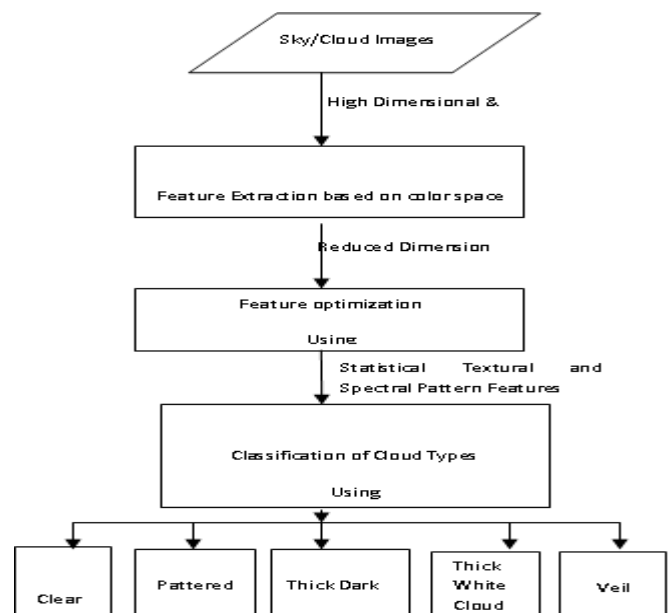 Sky/Cloud Images
High Dimensional &
Feature Extraction based on color space
Reduced Dimension
Feature optimization
Using
Statistical Textural and
Spectral Pattern Features
Classification of Cloud Types
Using
Clear
Pattered
Thick Dark
Thick
White
Cloud
Veil